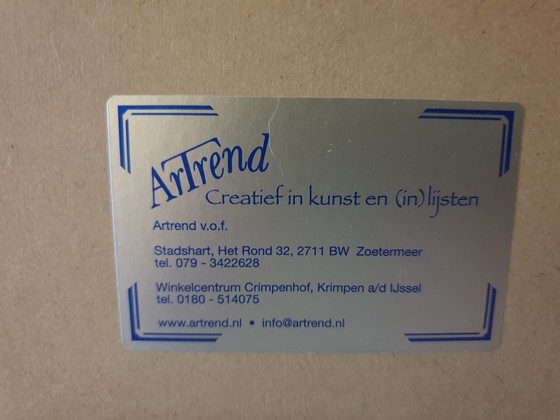 ArTrend
Creatief in kunst en (in)lijsten
Artrend v.o.f.
Stadshart, Het Rond 32, 2711 BW Zoetermeer
tel. 079 - 3422628
Winkelcentrum Crimpenhof, Krimpen a/d IJssel
tel. 0180 - 514075
www.artrend.nl • info@artrend.nl